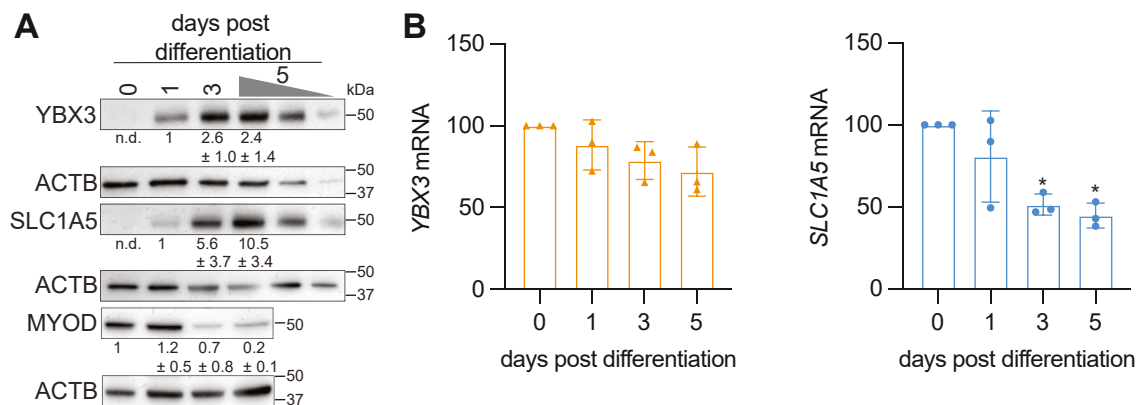 A
days post
differentiation
0 1 3 5
kDa
YBX3
50
n.d. 1 2.6 2.4
± 1.0 ± 1.4
ACTB
50
37
SLC1A5
50
n.d. 1 5.6 10.5
± 3.7 ± 3.4
ACTB
50
37
MYOD
50
1 1.2 0.7 0.2
± 0.5 ± 0.8 ± 0.1
ACTB
50
37
B
YBX3 mRNA
150
100
50
0
0 1 3 5
days post differentiation
SLC1A5 mRNA
150
100
50
0
* *
0 1 3 5
days post differentiation